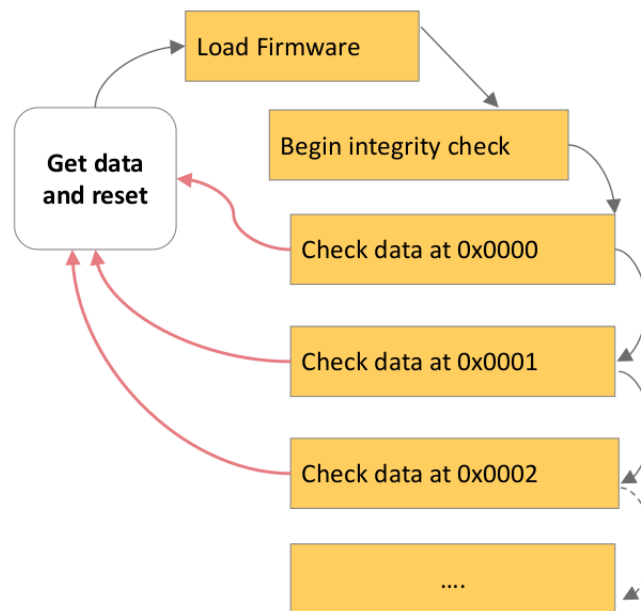 Load Firmware
Begin integrity check
Get data
and reset
Check data at 0x0000
Check data at 0x0001
Check data at 0x0002
....